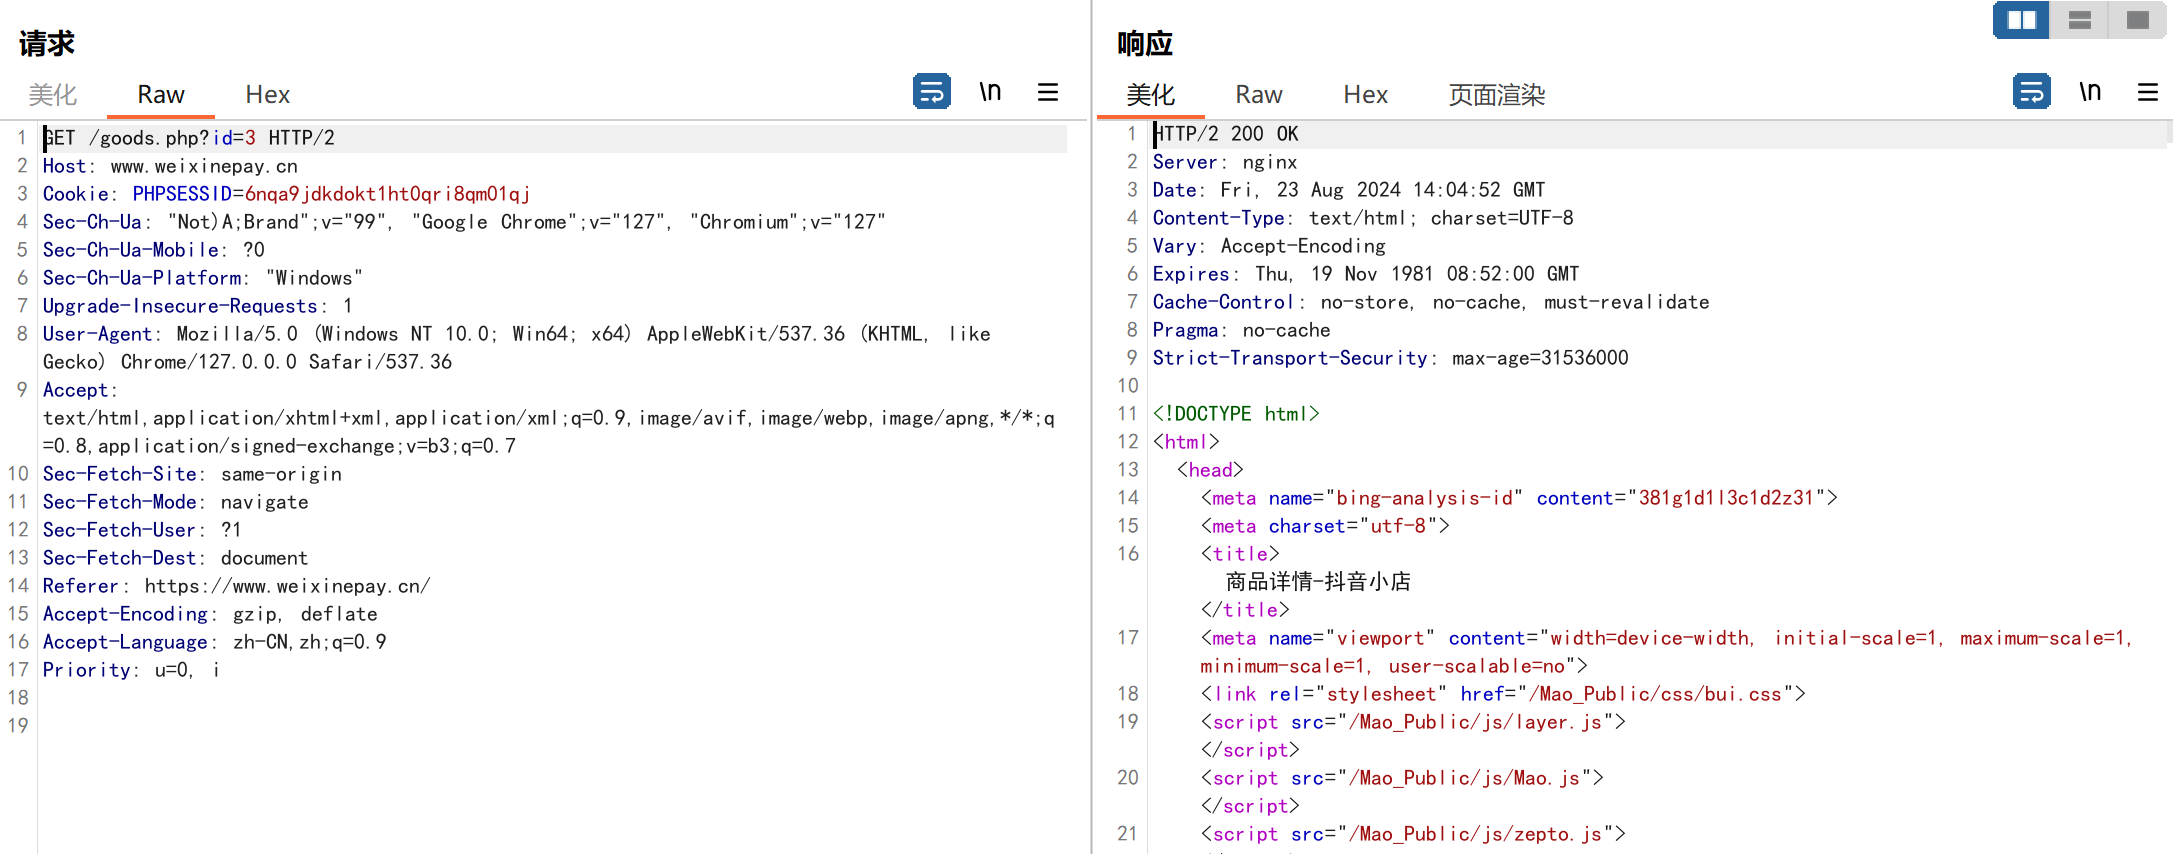 请求
美化 Raw Hex \n
1 GET /goods.php?id=3 HTTP/2
2 Host: www.weixinepay.cn
3 Cookie: PHPSESSID=6nqa9jdkdokt1ht0qri8qm01qj
4 Sec-Ch-Ua: "Not)A;Brand";v="99", "Google Chrome";v="127", "Chromium";v="127"
5 Sec-Ch-Ua-Mobile: ?0
6 Sec-Ch-Ua-Platform: "Windows"
7 Upgrade-Insecure-Requests: 1
8 User-Agent: Mozilla/5.0 (Windows NT 10.0; Win64; x64) AppleWebKit/537.36 (KHTML, like
Gecko) Chrome/127.0.0.0 Safari/537.36
9 Accept:
text/html,application/xhtml+xml,application/xml;q=0.9,image/avif,image/webp,image/apng,*/*;q
=0.8,application/signed-exchange;v=b3;q=0.7
10 Sec-Fetch-Site: same-origin
11 Sec-Fetch-Mode: navigate
12 Sec-Fetch-User: ?1
13 Sec-Fetch-Dest: document
14 Referer: https://www.weixinepay.cn/
15 Accept-Encoding: gzip, deflate
16 Accept-Language: zh-CN,zh;q=0.9
17 Priority: u=0, i
18
19
响应
美化 Raw Hex 页面渲染 \n
1 HTTP/2 200 OK
2 Server: nginx
3 Date: Fri, 23 Aug 2024 14:04:52 GMT
4 Content-Type: text/html; charset=UTF-8
5 Vary: Accept-Encoding
6 Expires: Thu, 19 Nov 1981 08:52:00 GMT
7 Cache-Control: no-store, no-cache, must-revalidate
8 Pragma: no-cache
9 Strict-Transport-Security: max-age=31536000
10
11 <!DOCTYPE html>
12 <html>
13 <head>
14 <meta name="bing-analysis-id" content="381g1d1l3c1d2z31">
15 <meta charset="utf-8">
16 <title>
商品详情-抖音小店
</title>
17 <meta name="viewport" content="width=device-width, initial-scale=1, maximum-scale=1,
minimum-scale=1, user-scalable=no">
18 <link rel="stylesheet" href="/Mao_Public/css/bui.css">
19 <script src="/Mao_Public/js/layer.js">
</script>
20 <script src="/Mao_Public/js/Mao.js">
</script>
21 <script src="/Mao_Public/js/zepto.js">